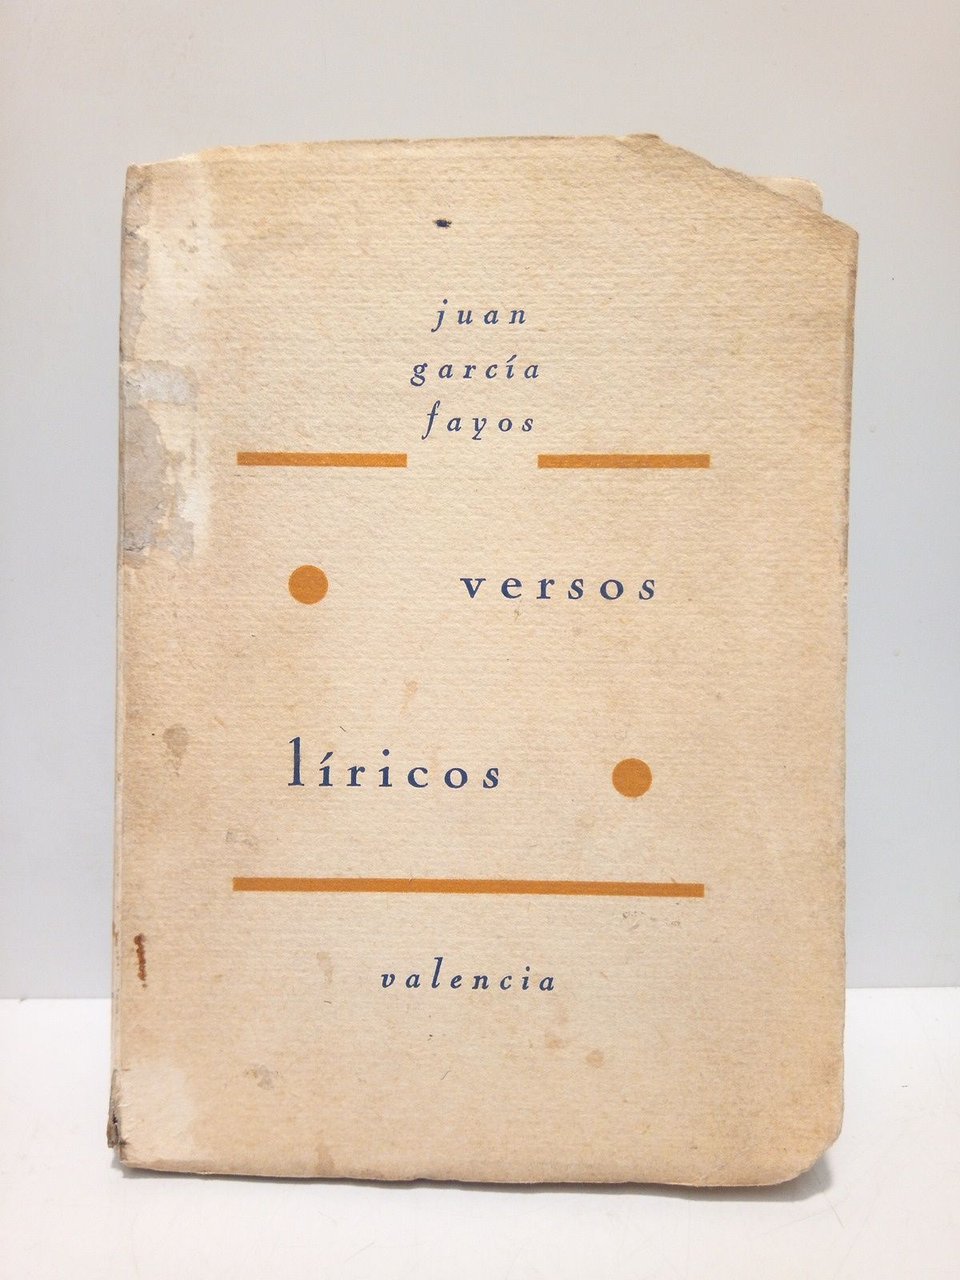 juan
garcía
fayos
versos
líricos
valencia